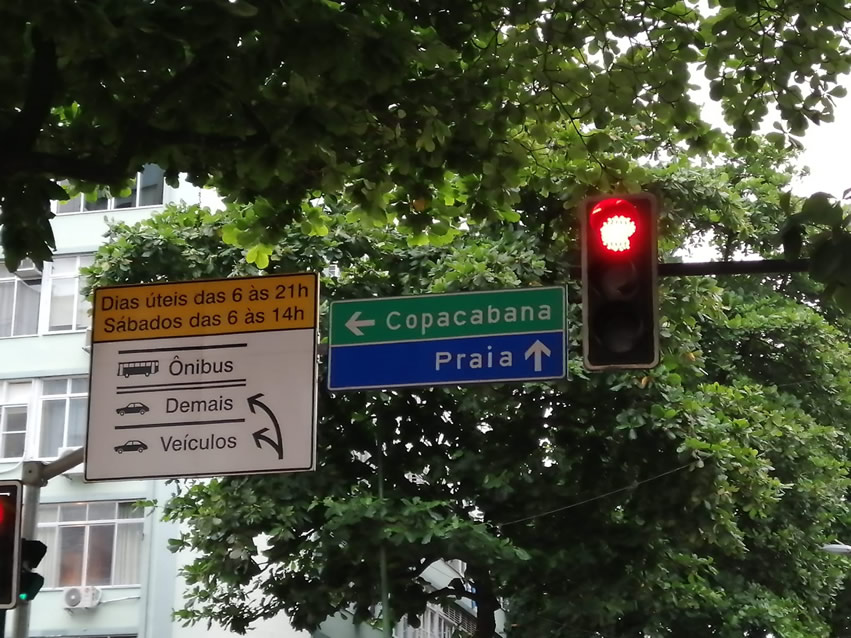 Dias úteis das 6 às 21h
Sábados das 6 às 14h
Ônibus
Demais
Veículos
Copacabana
Praia